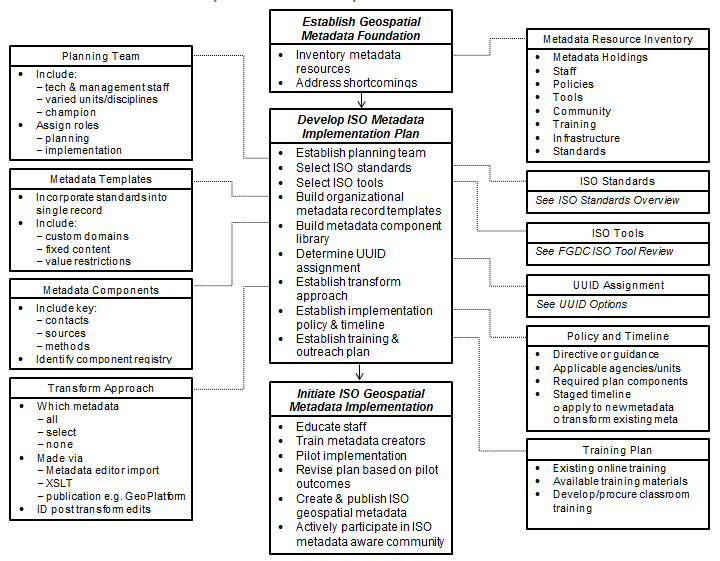 Establish Geospatial
Metadata Foundation
• Inventory metadata
resources
• Address shortcomings
Planning Team
• Include:
– tech & management staff
– varied units/disciplines
– champion
• Assign roles
– planning
– implementation
Metadata Templates
• Incorporate standards into
single record
• Include:
– custom domains
– fixed content
– value restrictions
Metadata Components
• Include key:
– contacts
– sources
– methods
• Identify component registry
Transform Approach
• Which metadata
– all
– select
– none
• Made via
– Metadata editor import
– XSLT
– publication e.g. GeoPlatform
• ID post transform edits
Develop ISO Metadata
Implementation Plan
• Establish planning team
• Select ISO standards
• Select ISO tools
• Build organizational
metadata record templates
• Build metadata component
library
• Determine UUID
assignment
• Establish transform
approach
• Establish implementation
policy & timeline
• Establish training &
outreach plan
Initiate ISO Geospatial
Metadata Implementation
• Educate staff
• Train metadata creators
• Pilot implementation
• Revise plan based on pilot
outcomes
• Create & publish ISO
geospatial metadata
• Actively participate in ISO
metadata aware community
Metadata Resource Inventory
• Metadata Holdings
• Staff
• Policies
• Tools
• Community
• Training
• Infrastructure
• Standards
ISO Standards
See ISO Standards Overview
ISO Tools
See FGDC ISO Tool Review
UUID Assignment
See UUID Options
Policy and Timeline
• Directive or guidance
• Applicable agencies/units
• Required plan components
• Staged timeline
o apply to new metadata
o transform existing meta
Training Plan
• Existing online training
• Available training materials
• Develop/procure classroom
training